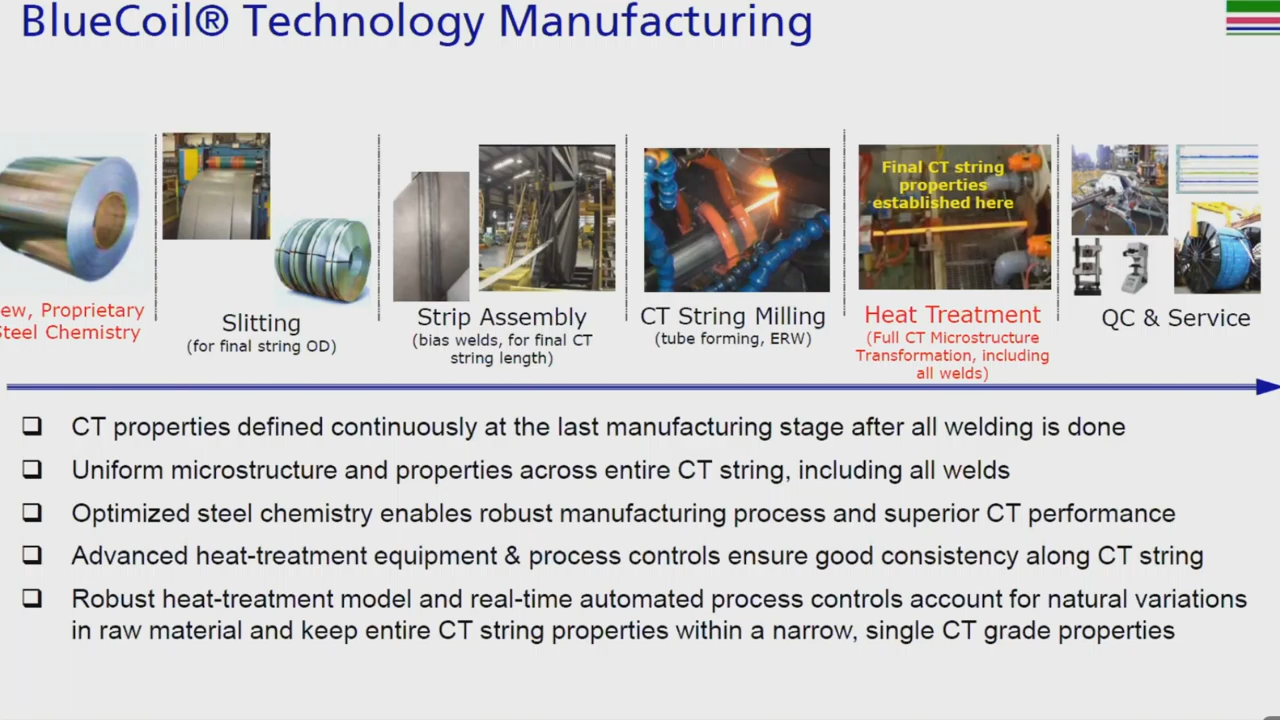 BlueCoil® Technology Manufacturing
Final CT string
properties
established here
Proprietary
Steel Chemistry
Slitting
(for final string OD)
Strip Assembly
(bias welds, for final CT
string length)
CT String Milling
(tube forming, ERW)
Heat Treatment
(Full CT Microstructure
Transformation, including
all welds)
QC & Service
❑ CT properties defined continuously at the last manufacturing stage after all welding is done
❑ Uniform microstructure and properties across entire CT string, including all welds
❑ Optimized steel chemistry enables robust manufacturing process and superior CT performance
❑ Advanced heat-treatment equipment & process controls ensure good consistency along CT string
❑ Robust heat-treatment model and real-time automated process controls account for natural variations
in raw material and keep entire CT string properties within a narrow, single CT grade properties